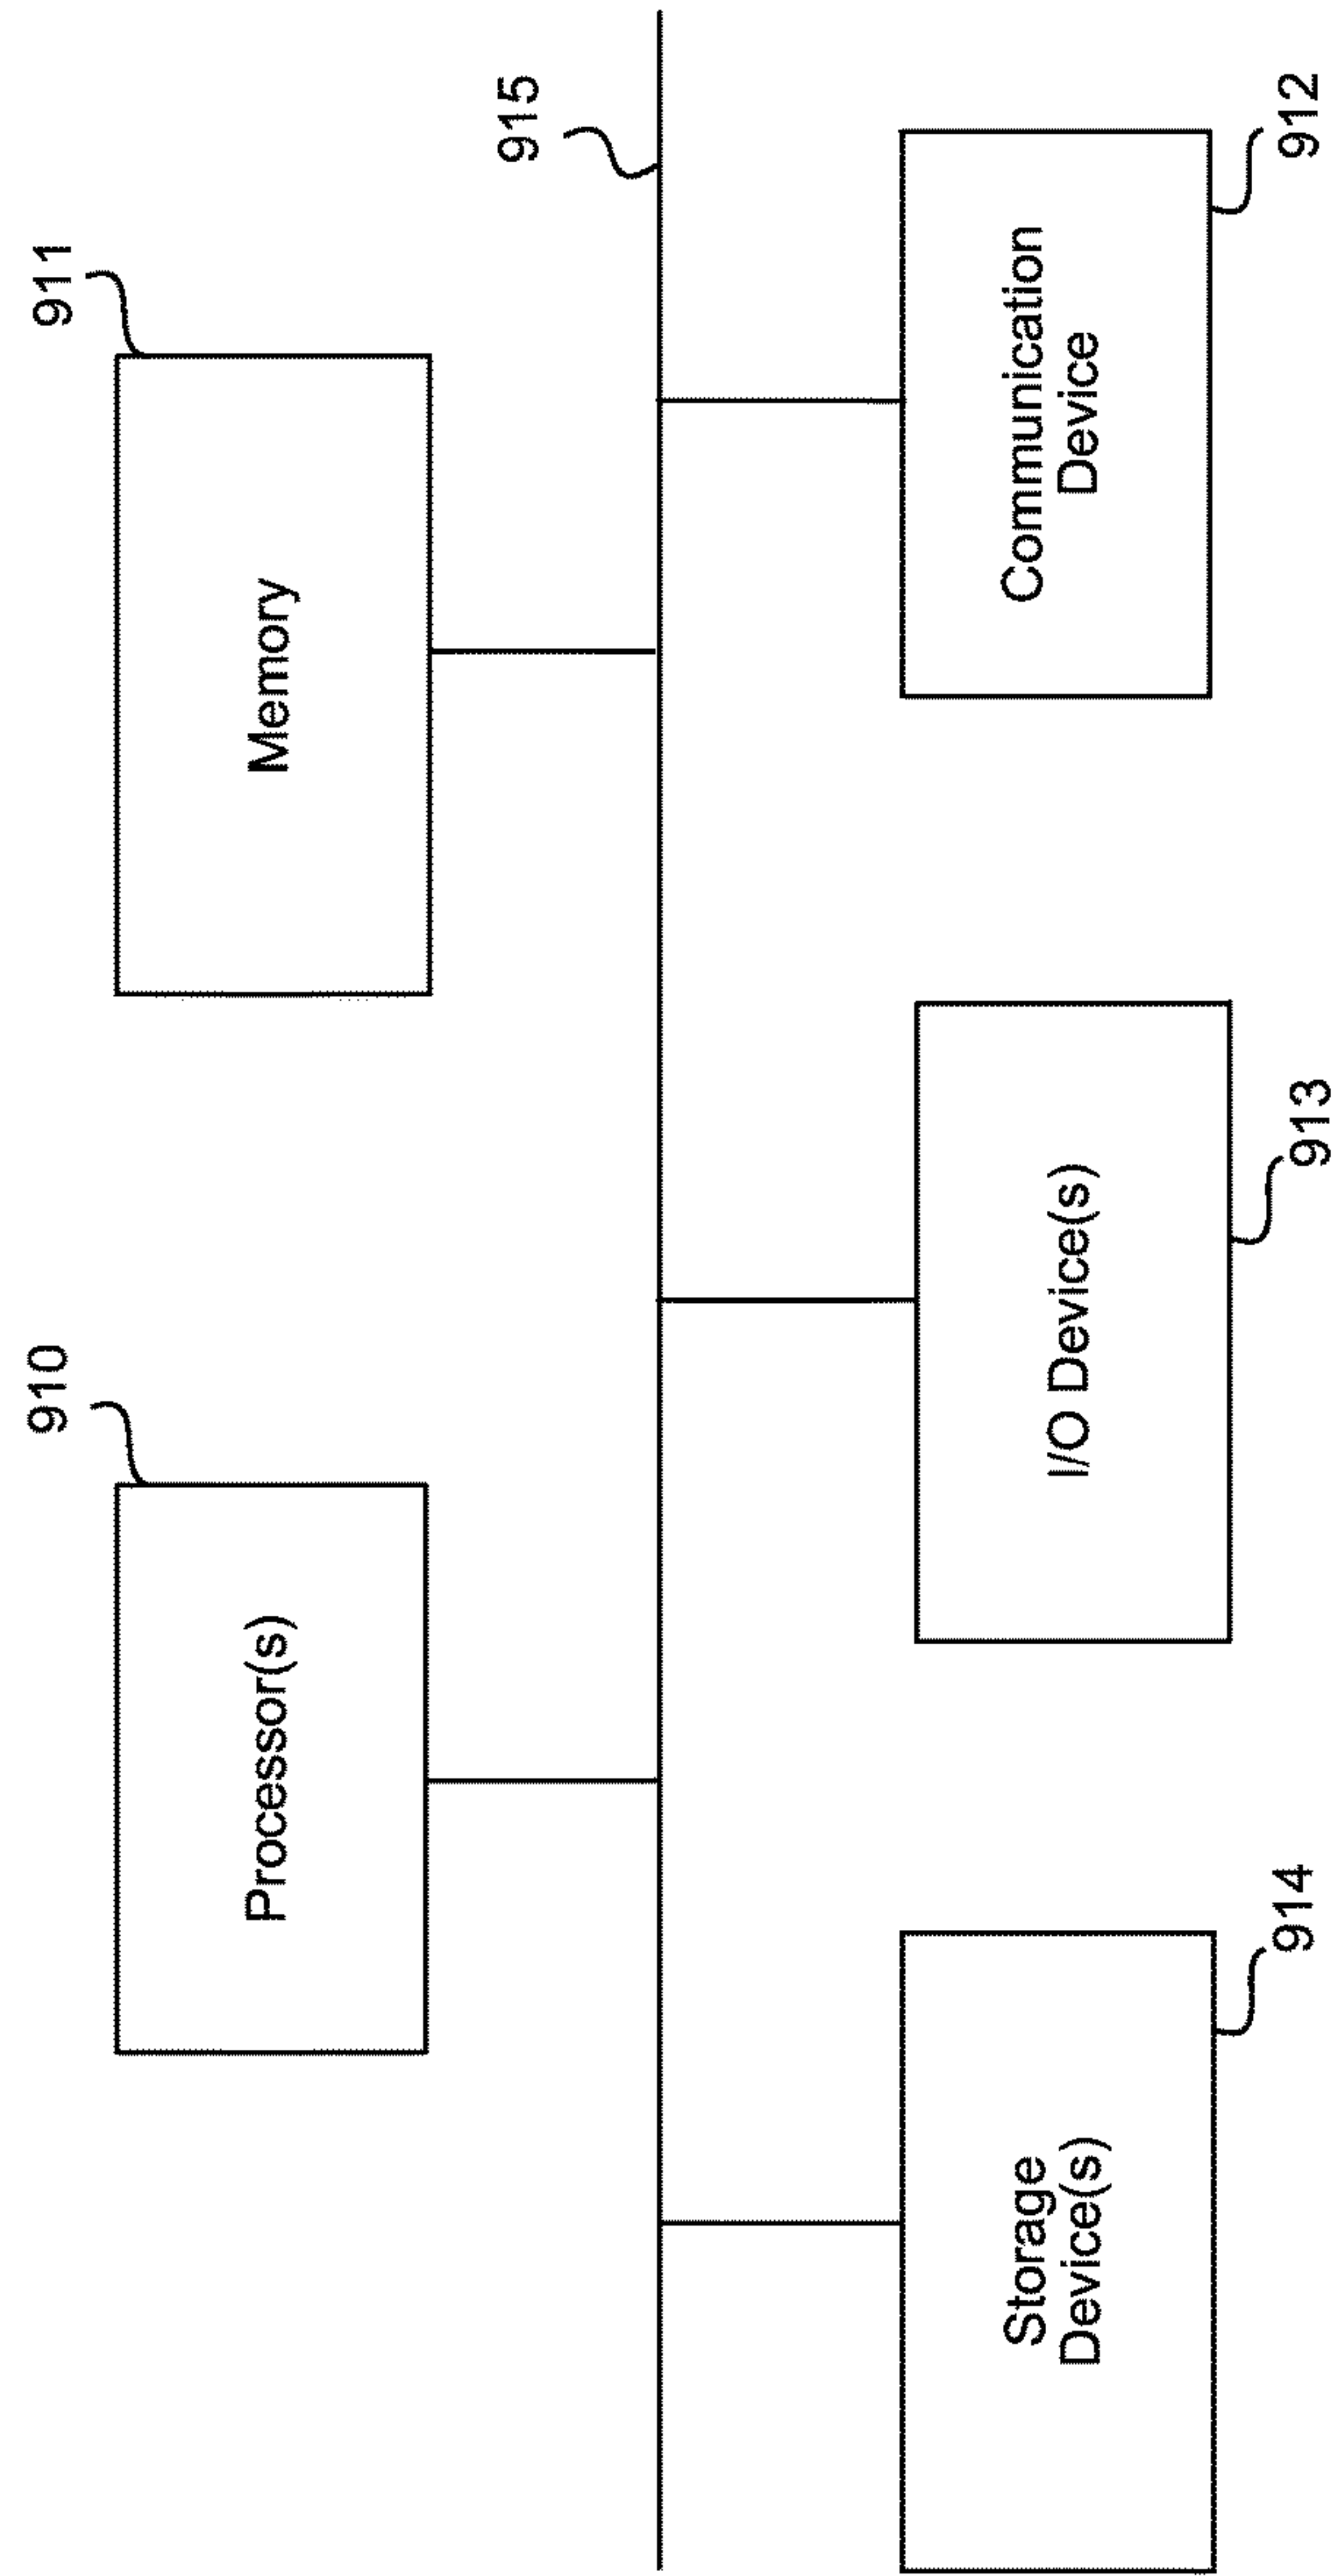 910
Processor(s)
911
Memory
915
Storage
Device(s)
914
I/O Device(s)
913
Communication
Device
912